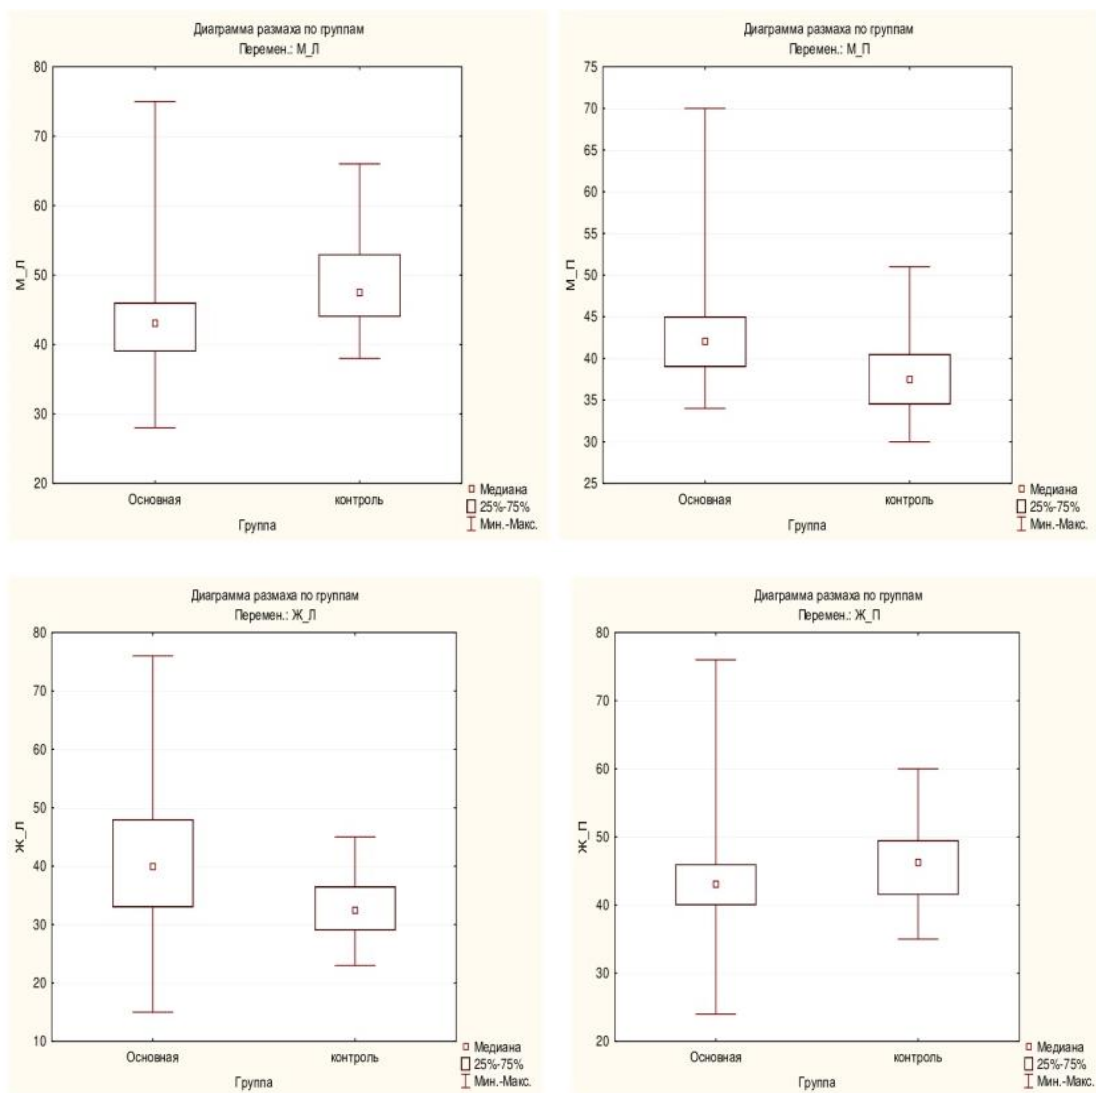 Диаграмма размаха по группам
Перемен.: М_Л
80
70
60
50
40
30
20
М_Л
Основная
контроль
Группа
Медиана
25%-75%
Мин.-Макс.
Диаграмма размаха по группам
Перемен.: М_П
75
70
65
60
55
50
45
40
35
30
25
М_П
Основная
контроль
Группа
Медиана
25%-75%
Мин.-Макс.
Диаграмма размаха по группам
Перемен.: Ж_Л
80
70
60
50
40
30
20
10
Ж_Л
Основная
контроль
Группа
Медиана
25%-75%
Мин.-Макс.
Диаграмма размаха по группам
Перемен.: Ж_П
80
70
60
50
40
30
20
Ж_П
Основная
контроль
Группа
Медиана
25%-75%
Мин.-Макс.